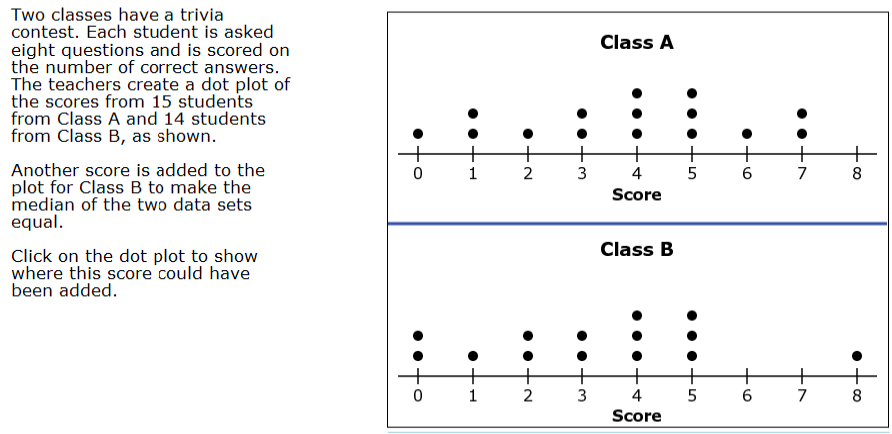 Two classes have a trivia
contest. Each student is asked
eight questions and is scored on
the number of correct answers.
The teachers create a dot plot of
the scores from 15 students
from Class A and 14 students
from Class B, as shown.
Another score is added to the
plot for Class B to make the
median of the two data sets
equal.
Click on the dot plot to show
where this score could have
been added.
Class A
0 1 2 3 4 5 6 7 8
Score
Class B
0 1 2 3 4 5 6 7 8
Score